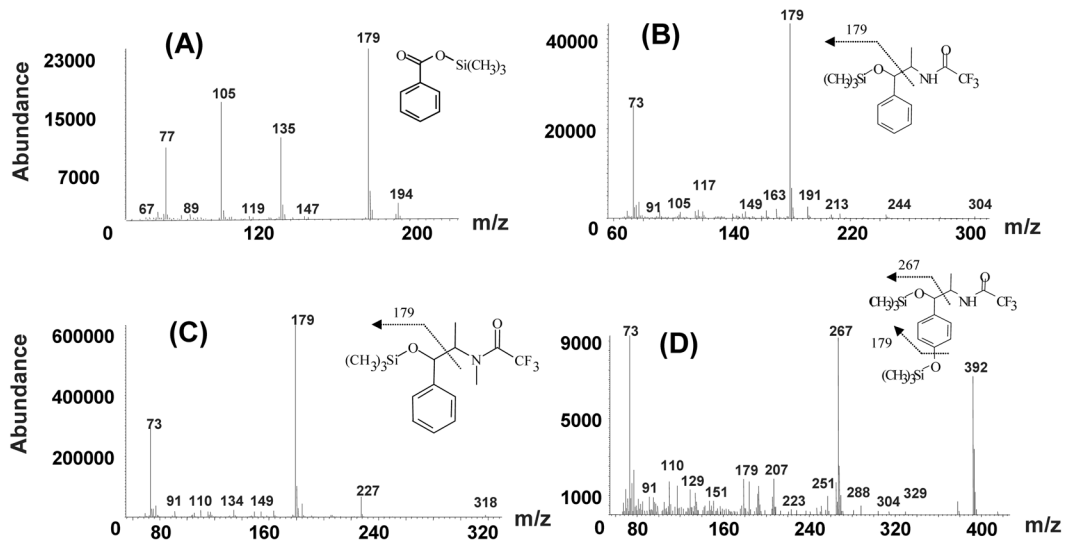 (A)
Abundance
23000
15000
7000
67
77
89
105
119
135
147
179
194
0
120
200
m/z
O
O
Si(CH3)3
(B)
40000
20000
0
73
91
105
117
149
163
179
191
213
244
304
60
140
220
300
m/z
179
(CH3)3Si
O
NH
O
CF3
(C)
Abundance
600000
400000
200000
0
73
91
110
134
149
179
227
318
80
160
240
320
m/z
179
(CH3)3Si
O
N
O
CF3
(D)
9000
5000
1000
0
73
91
110
129
151
179
207
223
251
267
288
304
329
392
80
160
240
320
400
m/z
267
(CH3)3Si
O
NH
O
CF3
179
(CH3)3Si
O